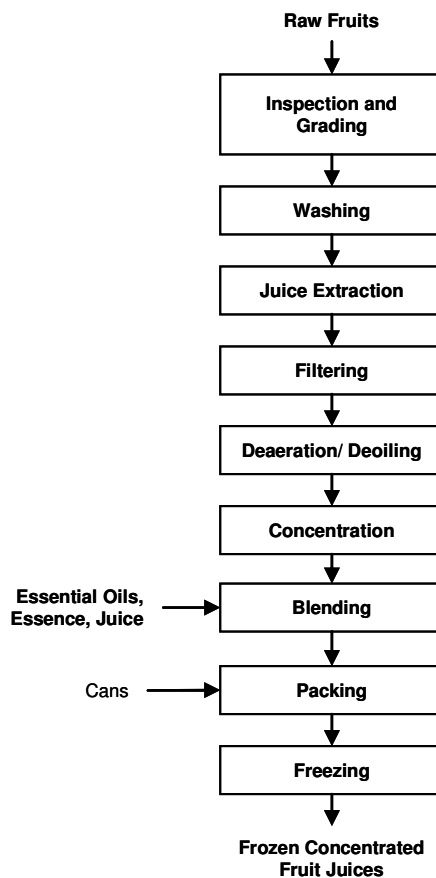 Raw Fruits
Inspection and
Grading
Washing
Juice Extraction
Filtering
Deaeration/ Deoiling
Concentration
Essential Oils,
Essence, Juice
Blending
Cans
Packing
Freezing
Frozen Concentrated
Fruit Juices